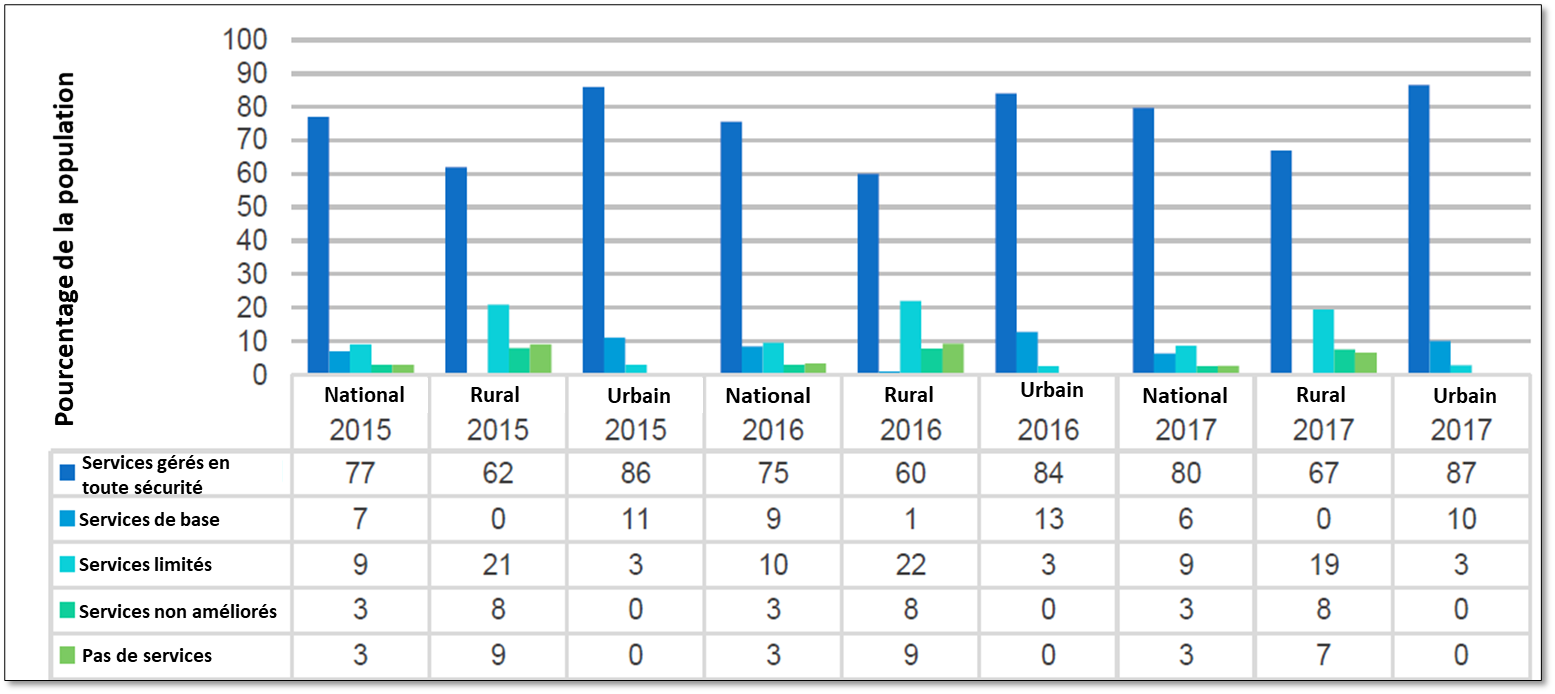 Pourcentage de la population
100
90
80
70
60
50
40
30
20
10
0
National Rural Urbain National Rural Urbain National Rural Urbain
2015 2015 2015 2016 2016 2016 2017 2017 2017
Services gérés en
toute sécurité 77 62 86 75 60 84 80 67 87
Services de base 7 0 11 9 1 13 6 0 10
Services limités 9 21 3 10 22 3 9 19 3
Services non améliorés 3 8 0 3 8 0 3 8 0
Pas de services 3 9 0 3 9 0 3 7 0